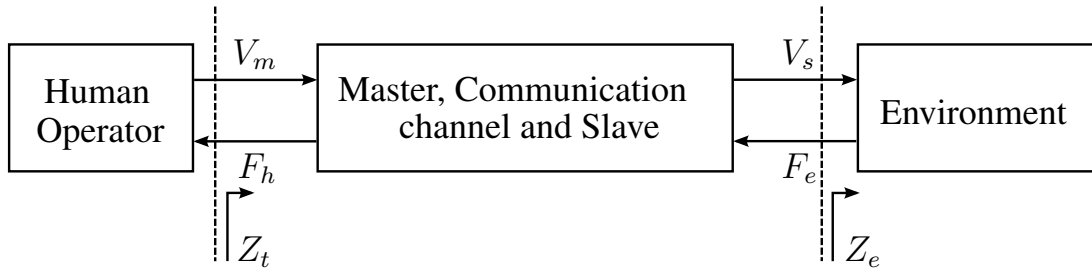 V_m
V_s
Human
Operator
Master, Communication
channel and Slave
Environment
F_h
F_e
Z_t
Z_e